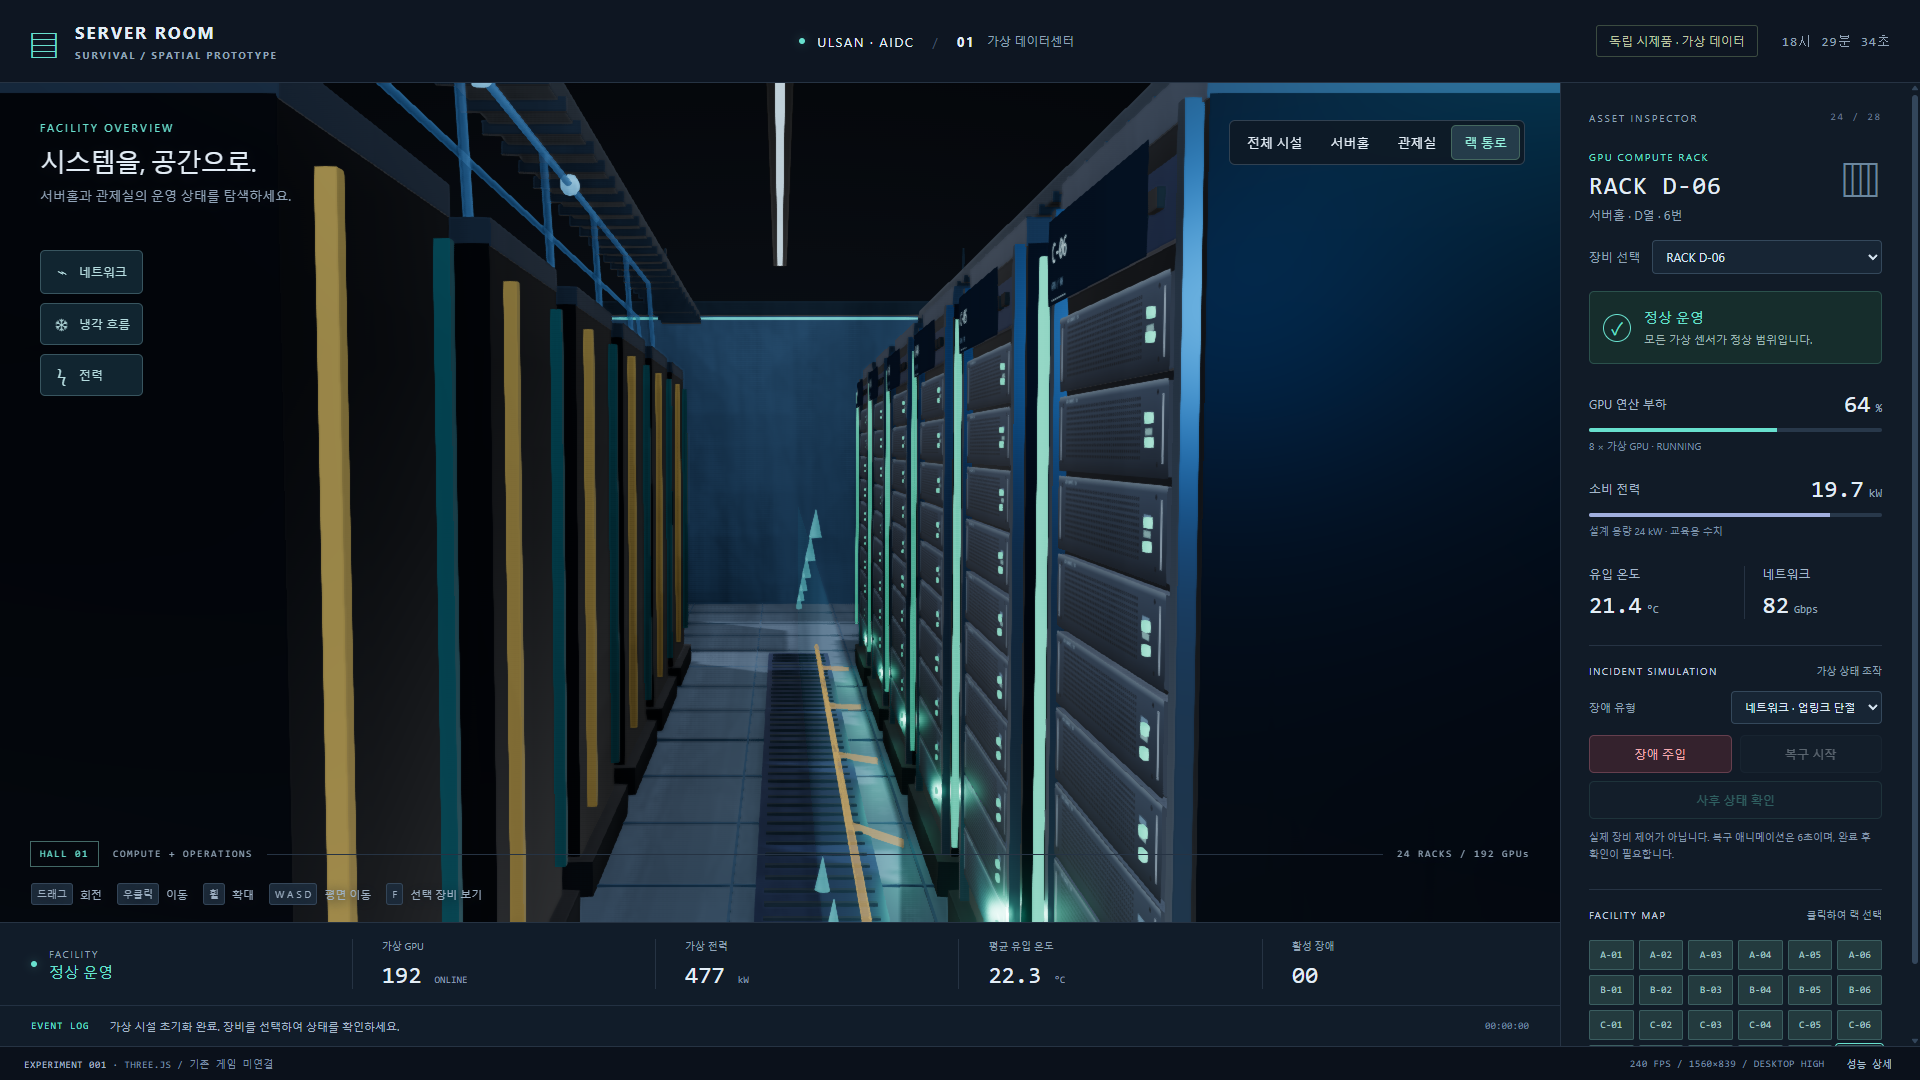 SERVER ROOM
SURVIVAL / SPATIAL PROTOTYPE
ULSAN · AIDC / 01 가상 데이터센터
독립 시제품 · 가상 데이터
18시 29분 34초
FACILITY OVERVIEW
시스템을, 공간으로.
서버홀과 관제실의 운영 상태를 탐색하세요.
네트워크
냉각 흐름
전력
전체 시설 서버홀 관제실 랙 통로
C-06
HALL 01 COMPUTE + OPERATIONS
24 RACKS / 192 GPUs
드래그 회전 우클릭 이동 휠 확대 WASD 평면 이동 F 선택 장비 보기
FACILITY
정상 운영
가상 GPU
192 ONLINE
가상 전력
477 kW
평균 유입 온도
22.3 °C
활성 장애
00
EVENT LOG 가상 시설 초기화 완료. 장비를 선택하여 상태를 확인하세요.
00:00:00
EXPERIMENT 001 · THREE.JS / 기존 게임 미연결
240 FPS / 1560×839 / DESKTOP HIGH 성능 상세
ASSET INSPECTOR 24 / 28
GPU COMPUTE RACK
RACK D-06
서버홀 · D열 · 6번
장비 선택 RACK D-06
정상 운영
모든 가상 센서가 정상 범위입니다.
GPU 연산 부하 64 %
8 × 가상 GPU · RUNNING
소비 전력 19.7 kW
설계 용량 24 kW · 교육용 수치
유입 온도 네트워크
21.4 °C 82 Gbps
INCIDENT SIMULATION 가상 상태 조작
장애 유형 네트워크 · 업링크 단절
장애 주입 복구 시작
사후 상태 확인
실제 장비 제어가 아닙니다. 복구 애니메이션은 6초이며, 완료 후
확인이 필요합니다.
FACILITY MAP 클릭하여 랙 선택
A-01 A-02 A-03 A-04 A-05 A-06
B-01 B-02 B-03 B-04 B-05 B-06
C-01 C-02 C-03 C-04 C-05 C-06